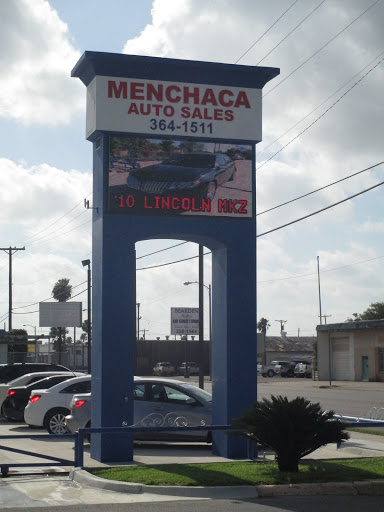 MENCHACA
AUTO SALES
364-1511
'10 LINCOLN MKZ